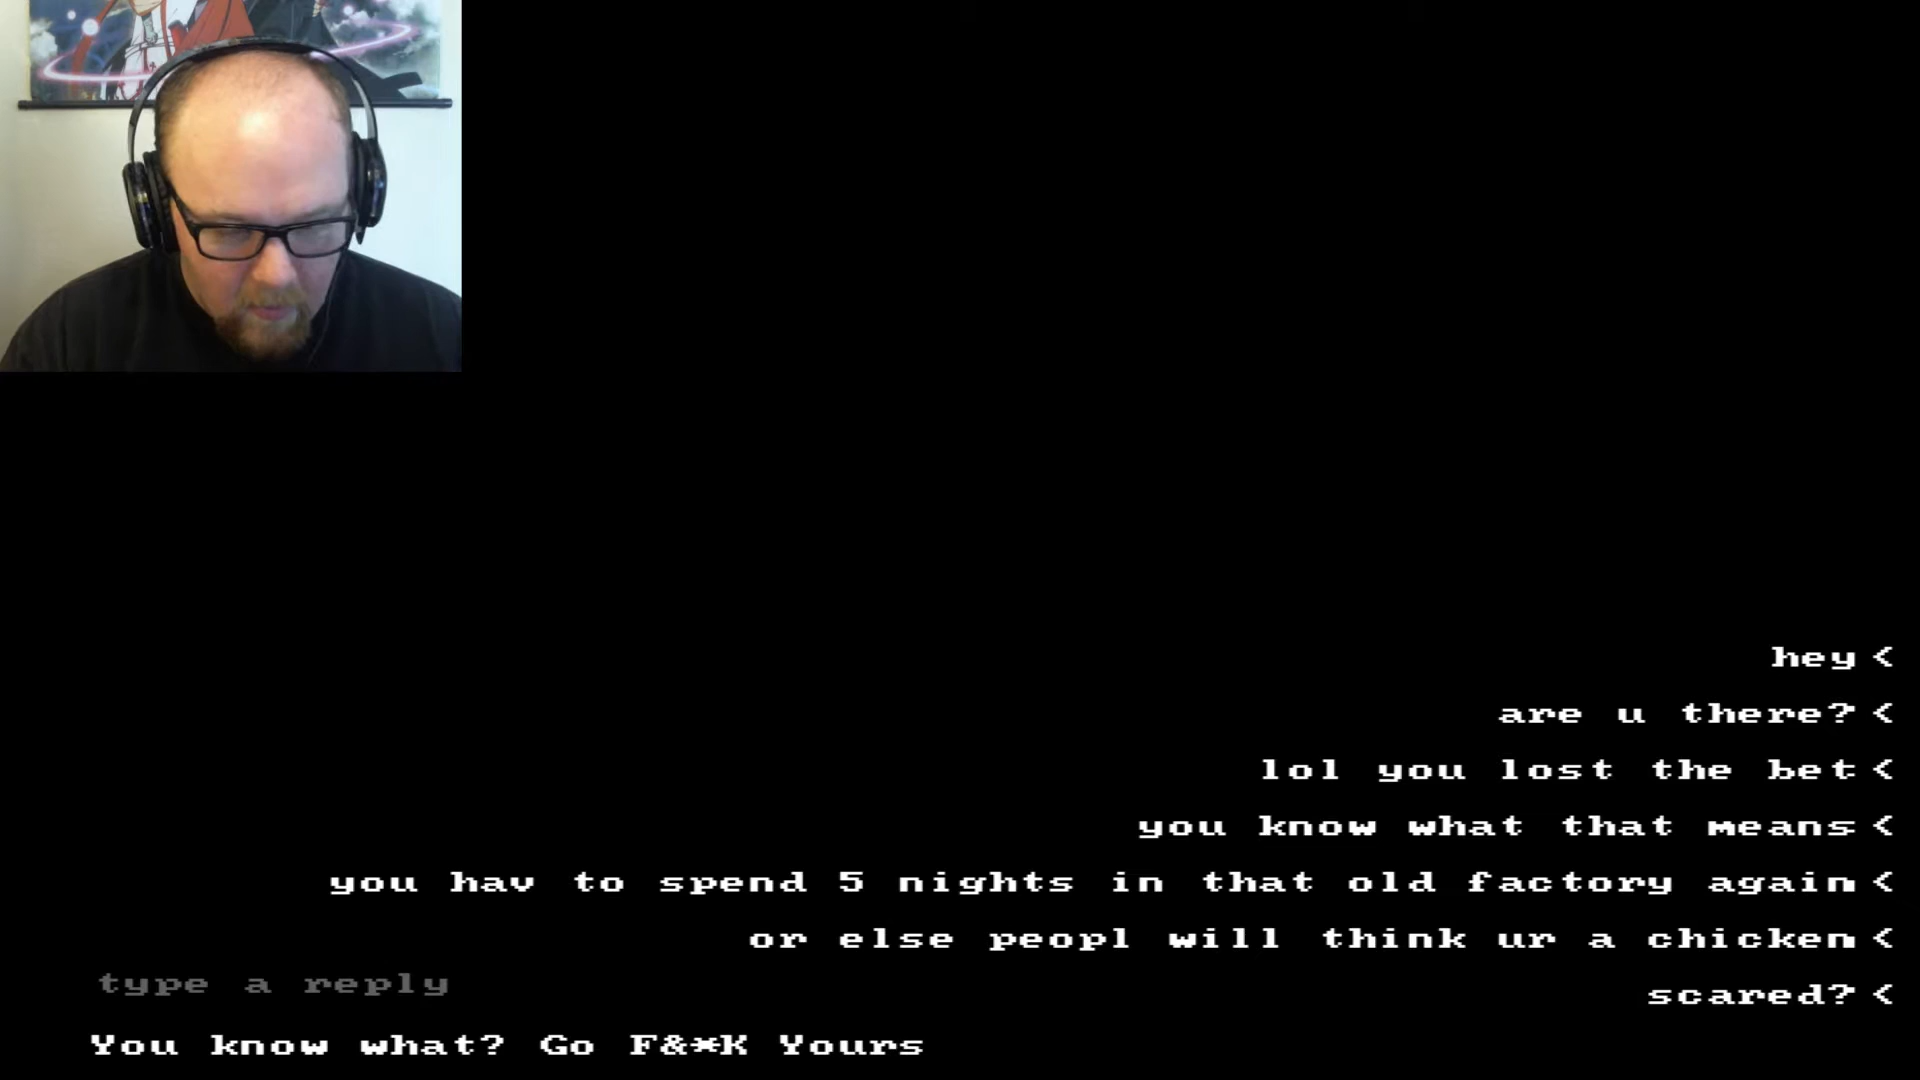 hey <
are u there? <
lol you lost the bet <
you know what that means <
you hav to spend 5 nights in that old factory again <
or else peopl will think ur a chicken <
type a reply
scared? <
You know what? Go F&*K Yours